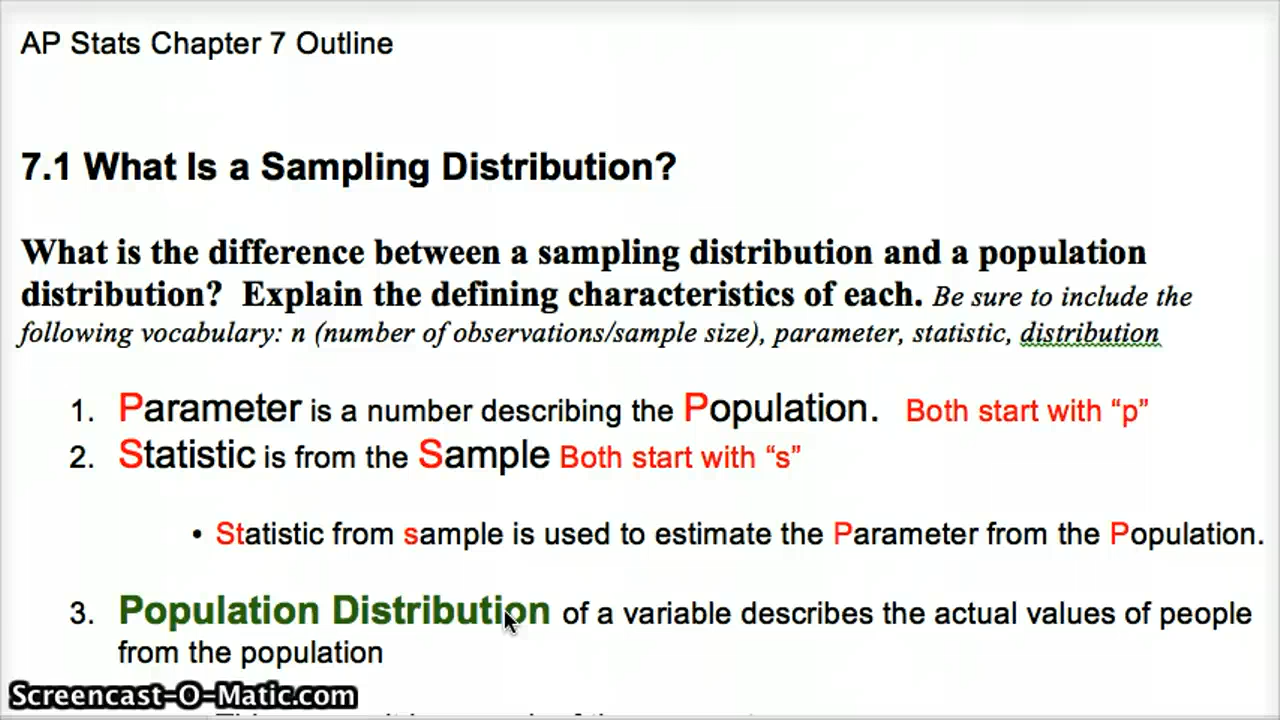 AP Stats Chapter 7 Outline
7.1 What Is a Sampling Distribution?
What is the difference between a sampling distribution and a population
distribution? Explain the defining characteristics of each. Be sure to include the
following vocabulary: n (number of observations/sample size), parameter, statistic, distribution
1. Parameter is a number describing the Population. Both start with “p”
2. Statistic is from the Sample Both start with “s”
• Statistic from sample is used to estimate the Parameter from the Population.
3. Population Distribution of a variable describes the actual values of people
from the population
Screencast-O-Matic.com